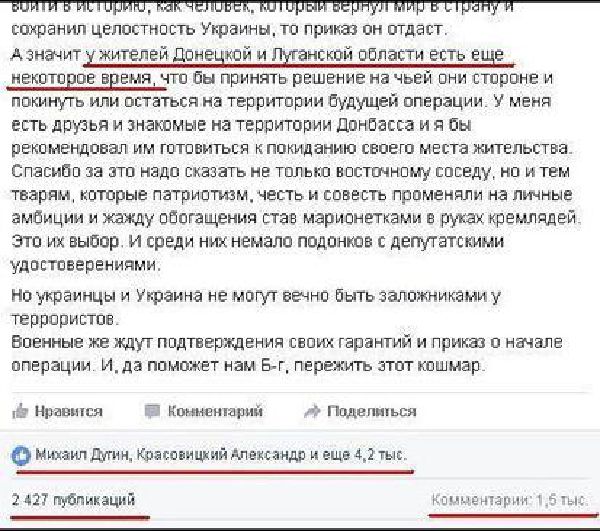 войти в историю, как человек, который вернул мир в страну и
сохранил целостность Украины, то приказ он отдаст.
А значит у жителей Донецкой и Луганской области есть еще
некоторое время, что бы принять решение на чьей они стороне и
покинуть или остаться на территории будущей операции. У меня
есть друзья и знакомые на территории Донбасса и я бы
рекомендовал им готовиться к покиданию своего места жительства.
Спасибо за это надо сказать не только восточному соседу, но и тем
тварям, которые патриотизм, честь и совесть променяли на личные
амбиции и жажду обогащения став марионетками в руках кремлядей.
Это их выбор. И среди них немало подонков с депутатскими
удостоверениями.
Но украинцы и Украина не могут вечно быть заложниками у
террористов.
Военные же ждут подтверждения своих гарантий и приказ о начале
операции. И, да поможет нам Б-г, пережить этот кошмар.
Нравится Комментарий Поделиться
Михаил Дугин, Красовицкий Александр и еще 4,2 тыс.
2 427 публикаций Комментарии: 1,5 тыс.